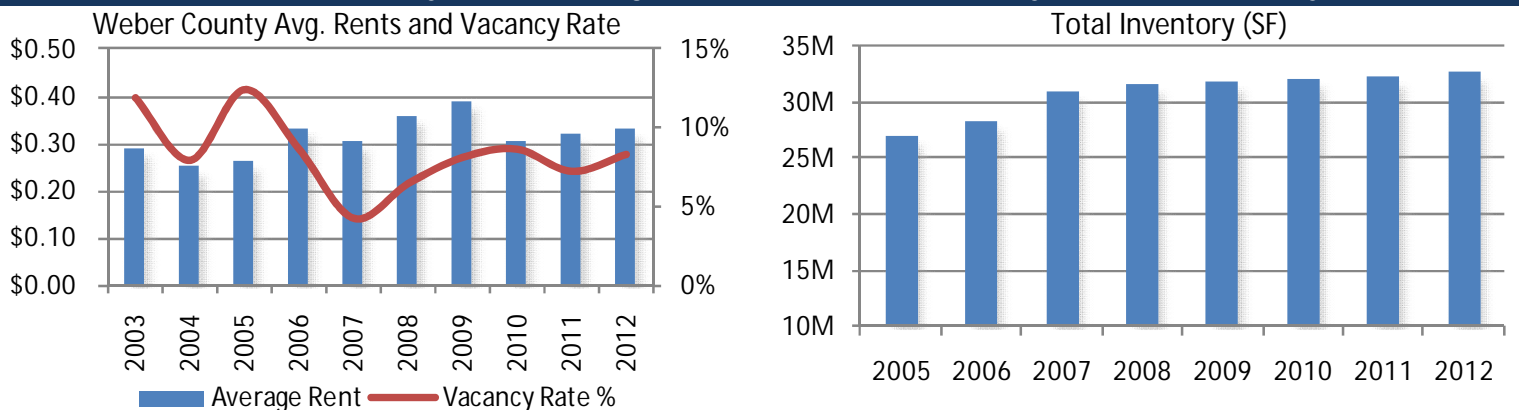 Weber County Avg. Rents and Vacancy Rate
$0.50
$0.40
$0.30
$0.20
$0.10
$0.00
15%
10%
5%
0%
2003
2004
2005
2006
2007
2008
2009
2010
2011
2012
Average Rent
Vacancy Rate %
Total Inventory (SF)
35M
30M
25M
20M
15M
10M
2005
2006
2007
2008
2009
2010
2011
2012